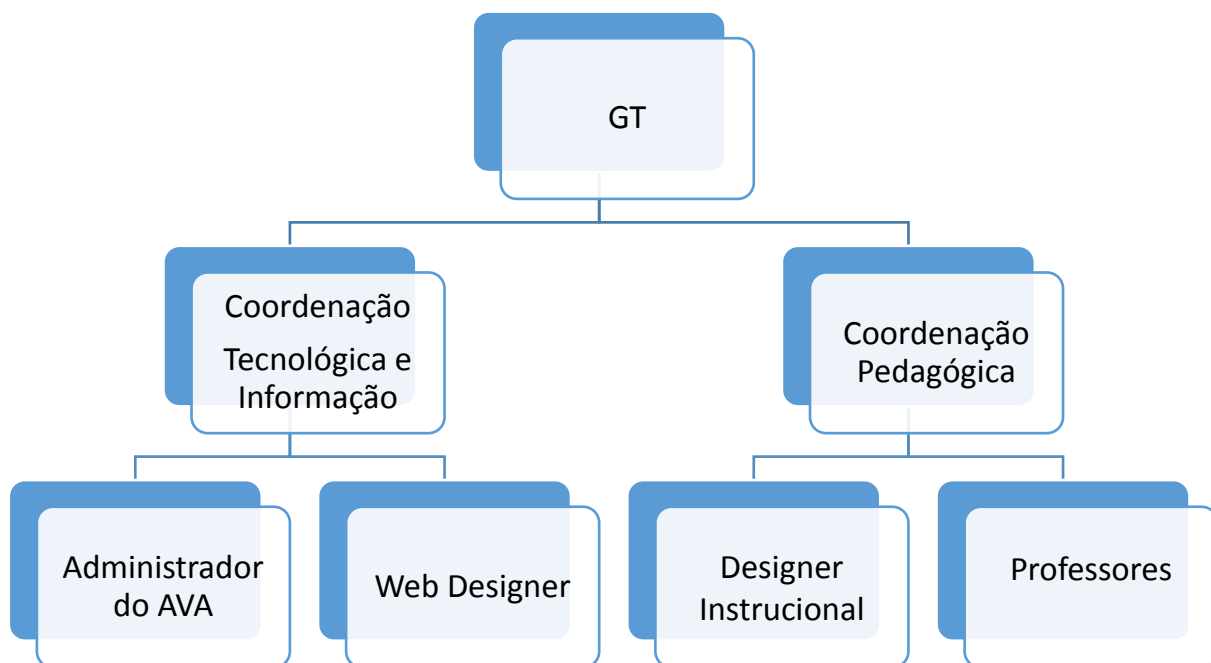 GT
Coordenação
Tecnológica e
Informação
Coordenação
Pedagógica
Administrador
do AVA
Web Designer
Designer
Instrucional
Professores